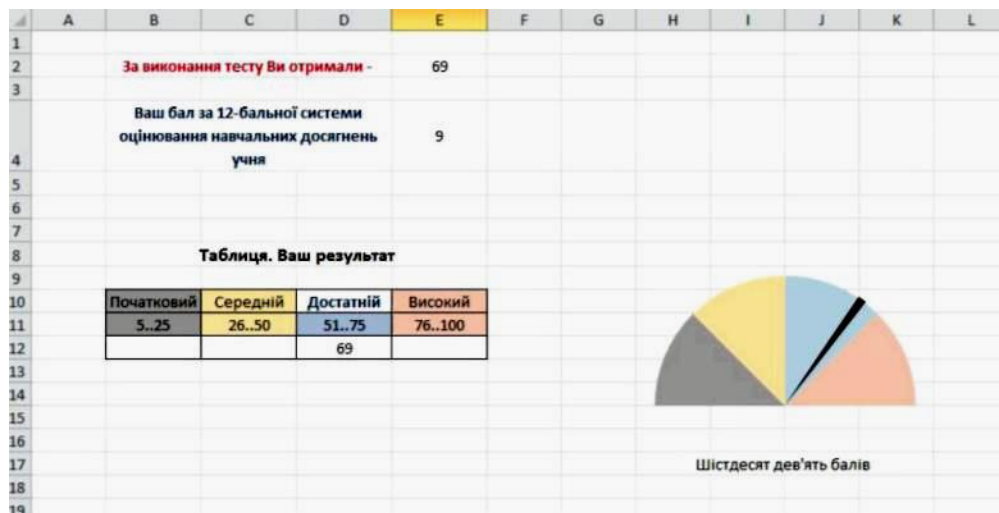 A B C D E F G H I J K L
1
2 За виконання тесту Ви отримали - 69
3
Ваш бал за 12-бальної системи
оцінювання навчальних досягнень 9
4 учня
5
6
7
8 Таблиця. Ваш результат
9
10 Початковий Середній Достатній Високий
11 5..25 26..50 51..75 76..100
12 69
13
14
15
16
17 Шістдесят дев'ять балів
18
19